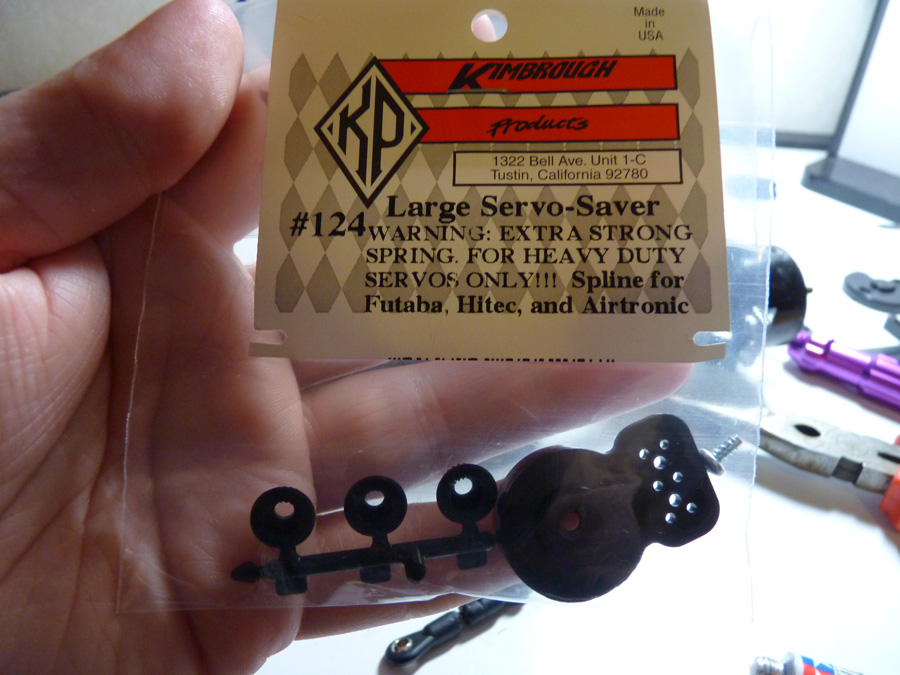 Made
in
USA
KIMBROUGH
KP
Products
1322 Bell Ave. Unit 1-C
Tustin, California 92780
#124 Large Servo-Saver
WARNING: EXTRA STRONG
SPRING. FOR HEAVY DUTY
SERVOS ONLY!!! Spline for
Futaba, Hitec, and Airtronic